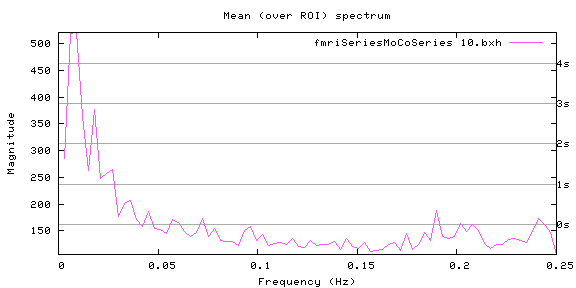 Mean (over ROI) spectrum
fmriSeriesMoCoSeries 10.bxh
500
450
400
350
300
250
200
150
4s
3s
2s
1s
0s
Magnitude
0
0.05
0.1
0.15
0.2
0.25
Frequency (Hz)